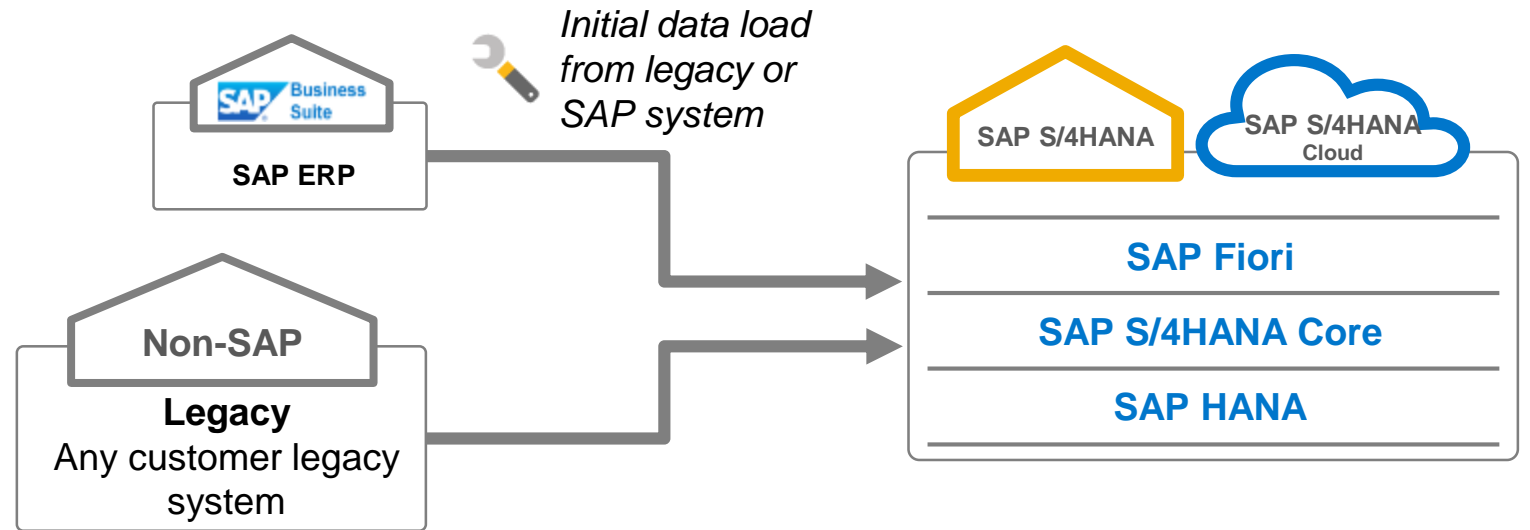 Initial data load
from legacy or
SAP system
SAP Business
Suite
SAP ERP
Non-SAP
Legacy
Any customer legacy
system
SAP S/4HANA
SAP S/4HANA
Cloud
SAP Fiori
SAP S/4HANA Core
SAP HANA